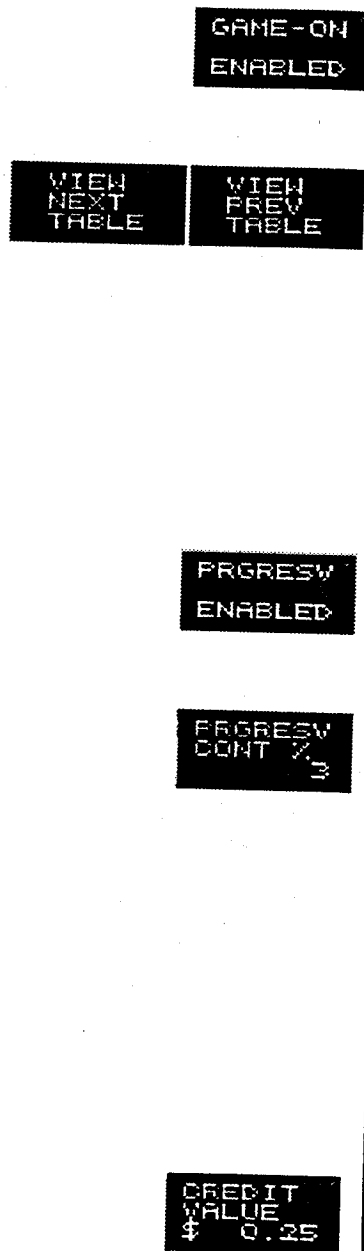 GAME-ON
ENABLED
VIEW
NEXT
TABLE
VIEW
PREV
TABLE
PRGRESV
ENABLED
PRGRESV
CONT %
3
CREDIT
VALUE
$ 0.25